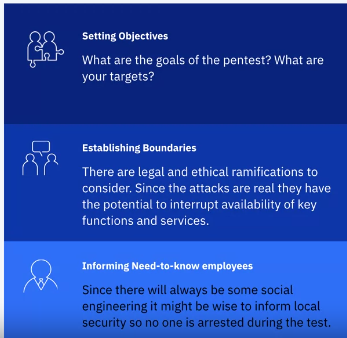 Setting Objectives
What are the goals of the pentest? What are
your targets?
Establishing Boundaries
There are legal and ethical ramifications to
consider. Since the attacks are real they have
the potential to interrupt availability of key
functions and services.
Informing Need-to-know employees
Since there will always be some social
engineering it might be wise to inform local
security so no one is arrested during the test.